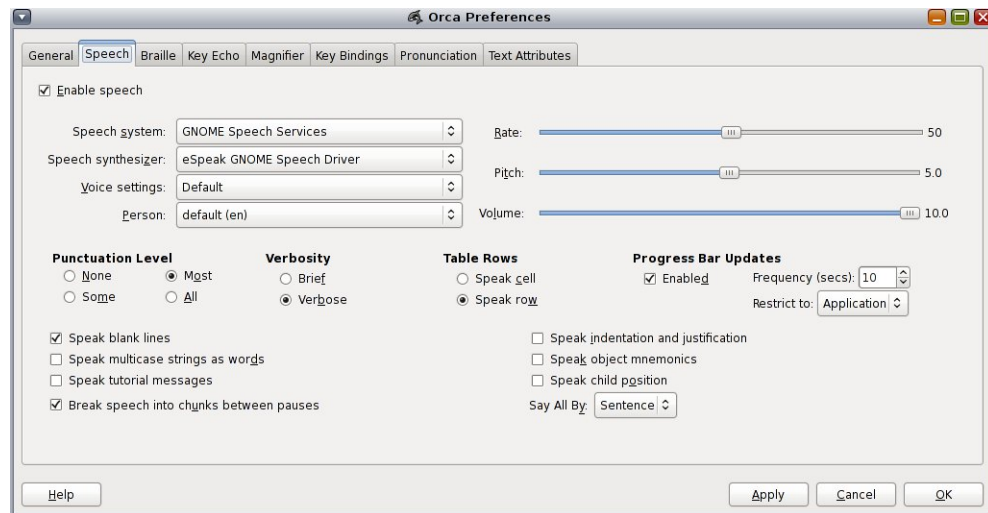 Orca Preferences
General Speech Braille Key Echo Magnifier Key Bindings Pronunciation Text Attributes
Enable speech
Speech system: GNOME Speech Services
Speech synthesizer: eSpeak GNOME Speech Driver
Voice settings: Default
Person: default (en)
Rate: 50
Pitch: 5.0
Volume: 10.0
Punctuation Level
None Most
Some All
Verbosity
Brief
Verbose
Table Rows
Speak cell
Speak row
Progress Bar Updates
Enabled Frequency (secs): 10
Restrict to: Application
Speak blank lines
Speak multicase strings as words
Speak tutorial messages
Break speech into chunks between pauses
Speak indentation and justification
Speak object mnemonics
Speak child position
Say All By: Sentence
Help Apply Cancel OK